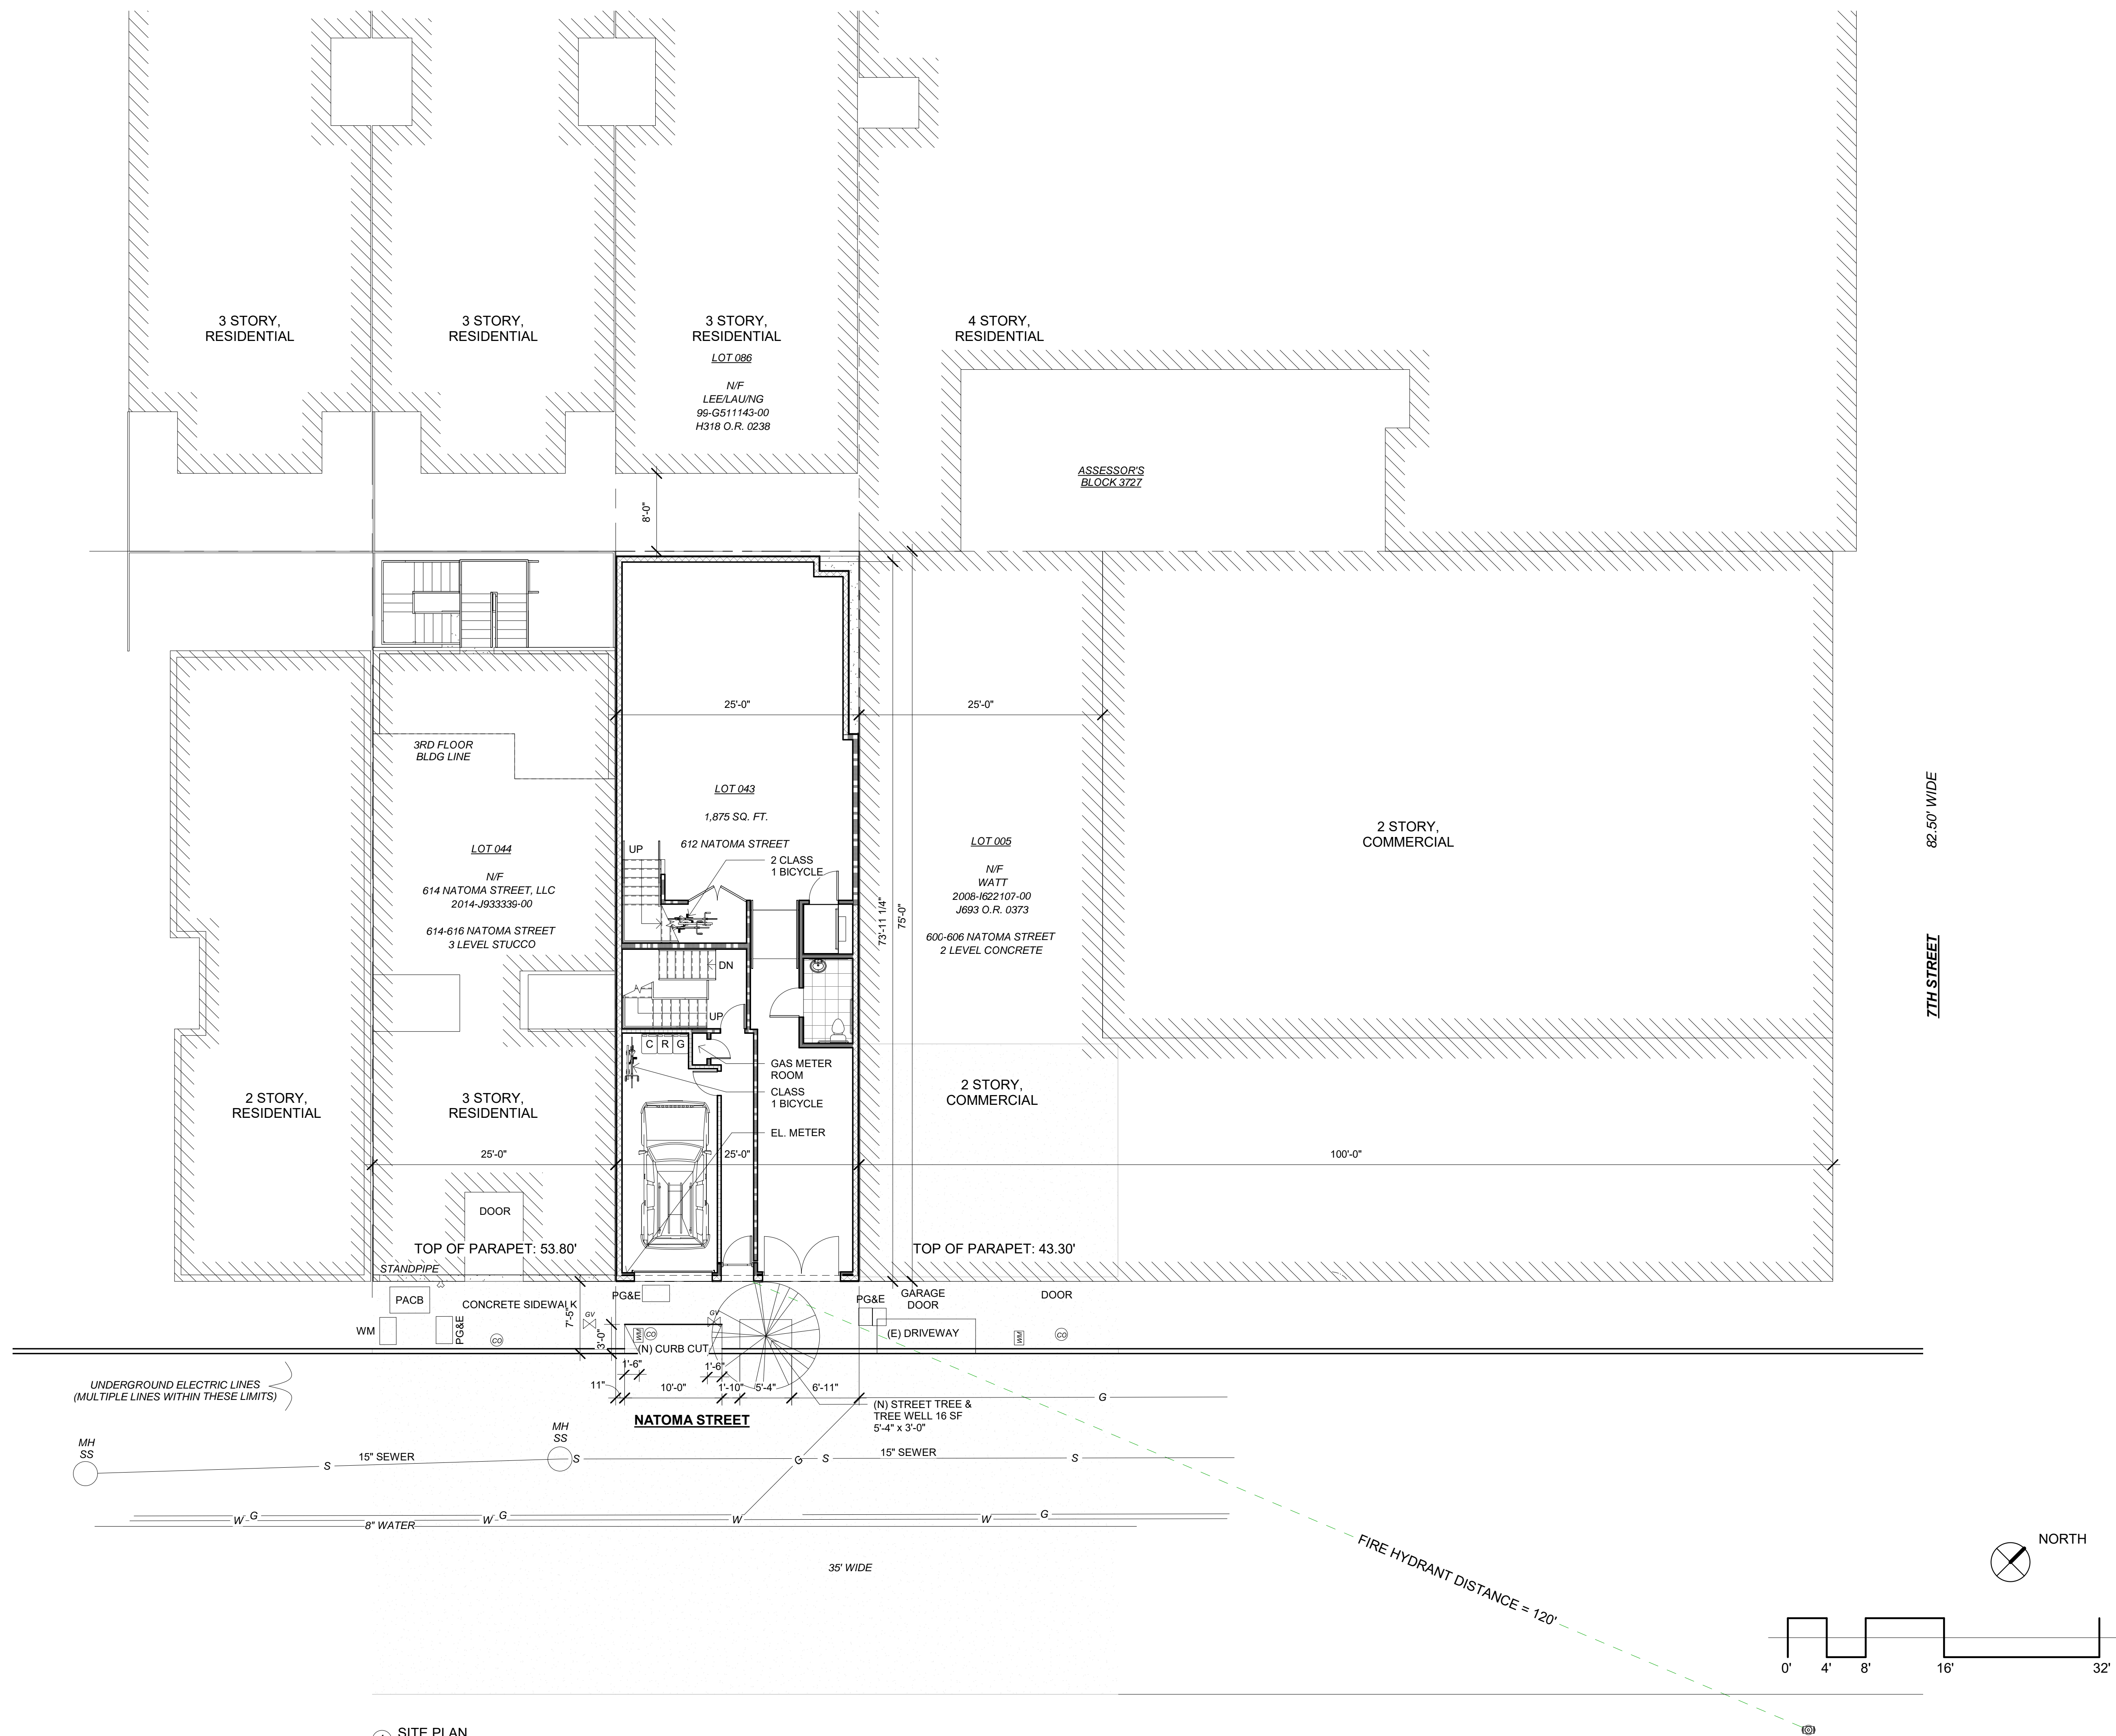 3 STORY,
RESIDENTIAL
3 STORY,
RESIDENTIAL
3 STORY,
RESIDENTIAL
LOT 086
N/F
LEE/LAU/NG
99-G511143-00
H318 O.R. 0238
4 STORY,
RESIDENTIAL
ASSESSOR'S
BLOCK 3727
8'-0"
25'-0"
25'-0"
3RD FLOOR
BLDG LINE
LOT 043
1,875 SQ. FT.
612 NATOMA STREET
UP
2 CLASS
1 BICYCLE
LOT 044
N/F
614 NATOMA STREET, LLC
2014-J933339-00
614-616 NATOMA STREET
3 LEVEL STUCCO
73'-11 1/4"
75'-0"
LOT 005
N/F
WATT
2008-I622107-00
J693 O.R. 0373
600-606 NATOMA STREET
2 LEVEL CONCRETE
2 STORY,
COMMERCIAL
82.50' WIDE
7TH STREET
DN
UP
C R G
GAS METER
ROOM
CLASS
1 BICYCLE
EL. METER
2 STORY,
RESIDENTIAL
3 STORY,
RESIDENTIAL
2 STORY,
COMMERCIAL
25'-0"
25'-0"
100'-0"
DOOR
TOP OF PARAPET: 53.80'
TOP OF PARAPET: 43.30'
STANDPIPE
PACB
CONCRETE SIDEWALK
PG&E
PG&E
GARAGE
DOOR
DOOR
WM
PG&E
CO
7'-5"
GV
3'-0"
WM
CO
GV
(N) CURB CUT
(E) DRIVEWAY
WM
CO
1'-6"
1'-6"
11"
10'-0"
1'-10"
5'-4"
6'-11"
UNDERGROUND ELECTRIC LINES
(MULTIPLE LINES WITHIN THESE LIMITS)
G
NATOMA STREET
(N) STREET TREE &
TREE WELL 16 SF
5'-4" x 3'-0"
MH
SS
MH
SS
S
15" SEWER
S
G
S
15" SEWER
S
W
G
W
G
W
W
G
8" WATER
35' WIDE
FIRE HYDRANT DISTANCE = 120'
NORTH
0' 4' 8' 16' 32'
SITE PLAN